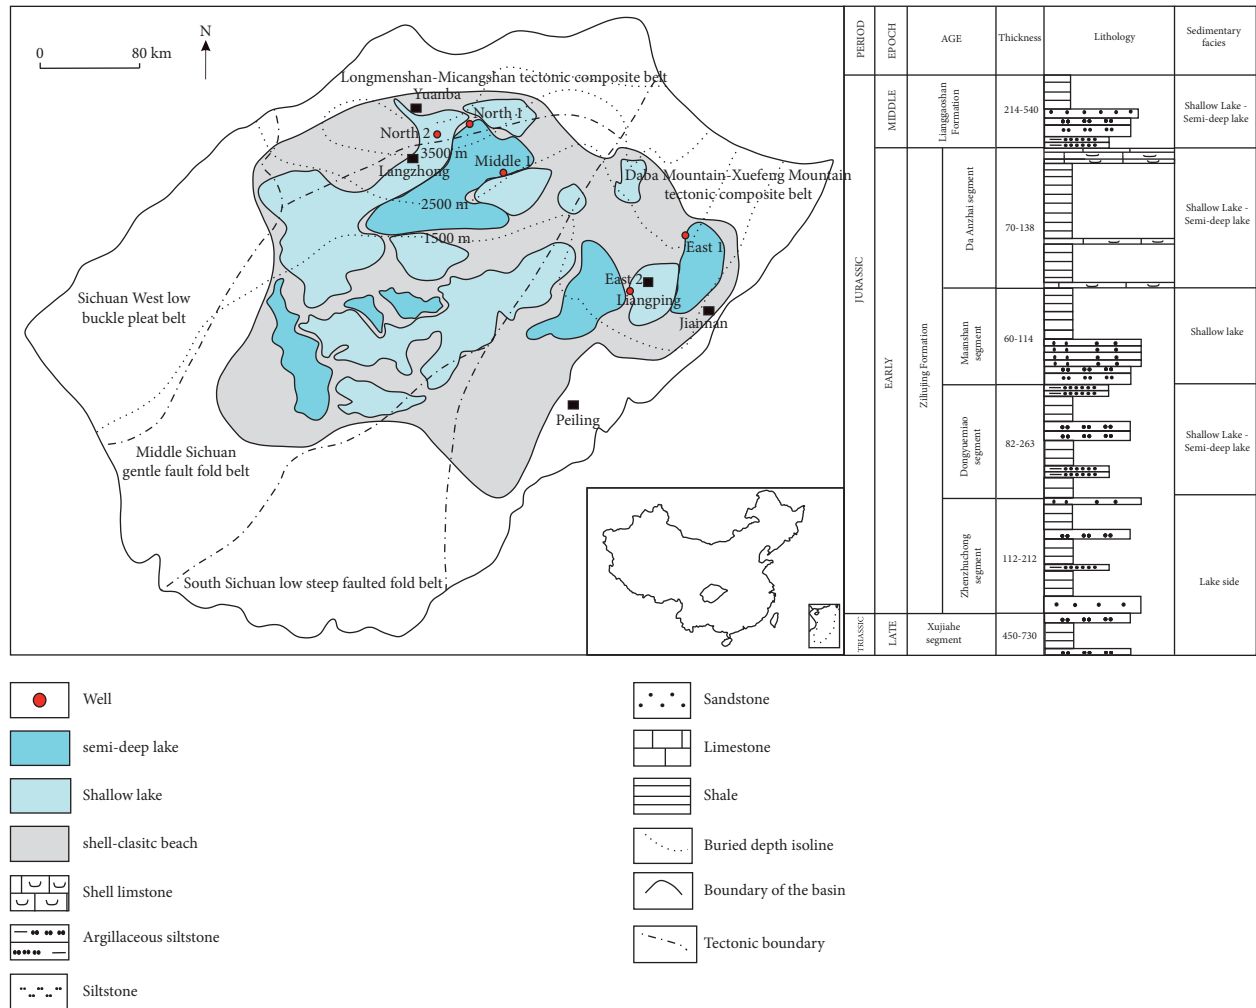 N
0 80 km
Longmenshan-Micangshan tectonic composite belt
Yuanba
North 1
North 2
3500 m
Langzhong
Middle 1
Daba Mountain-Xuefeng Mountain
tectonic composite belt
2500 m
1500 m
East 1
East 2
Liangping
Jiannan
Sichuan West low
buckle pleat belt
Peiling
Middle Sichuan
gentle fault fold belt
South Sichuan low steep faulted fold belt
PERIOD
EPOCH
AGE
Thickness
Lithology
Sedimentary
facies
JURASSIC
MIDDLE
Lianggaoshan
Formation
214-540
Shallow Lake -
Semi-deep lake
EARLY
Ziliujing Formation
Da Anzhai segment
70-138
Shallow Lake -
Semi-deep lake
Maanshan
segment
60-114
Shallow lake
Dongyuemiao
segment
82-263
Shallow Lake -
Semi-deep lake
Zhenzhuchong
segment
112-212
Lake side
TRIASSIC
LATE
Xujiahe
segment
450-730
Well
semi-deep lake
Shallow lake
shell-clasitc beach
Shell limstone
Argillaceous siltstone
Siltstone
Sandstone
Limestone
Shale
Buried depth isoline
Boundary of the basin
Tectonic boundary